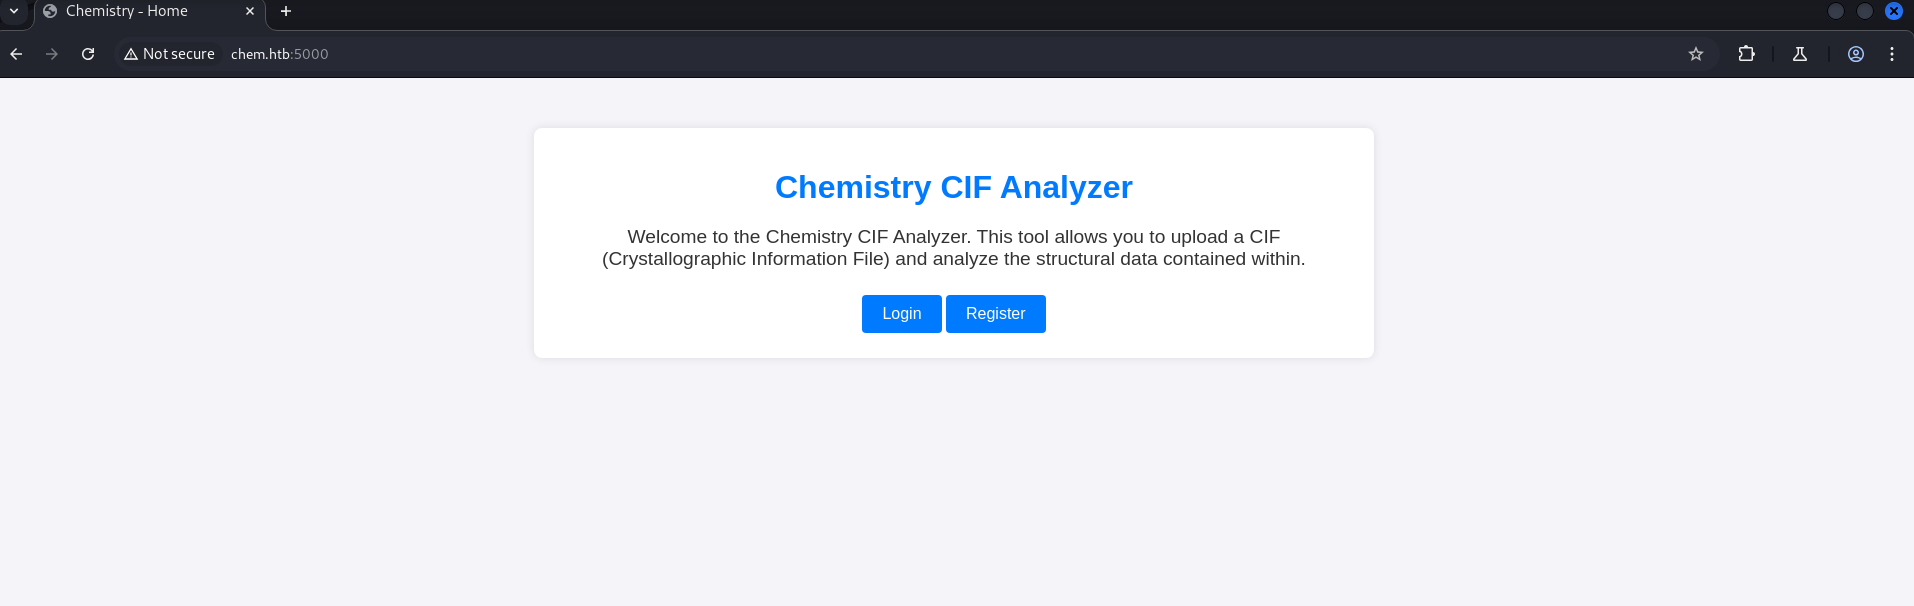 Chemistry - Home
Not secure chem.htb:5000
Chemistry CIF Analyzer
Welcome to the Chemistry CIF Analyzer. This tool allows you to upload a CIF
(Crystallographic Information File) and analyze the structural data contained within.
Login Register